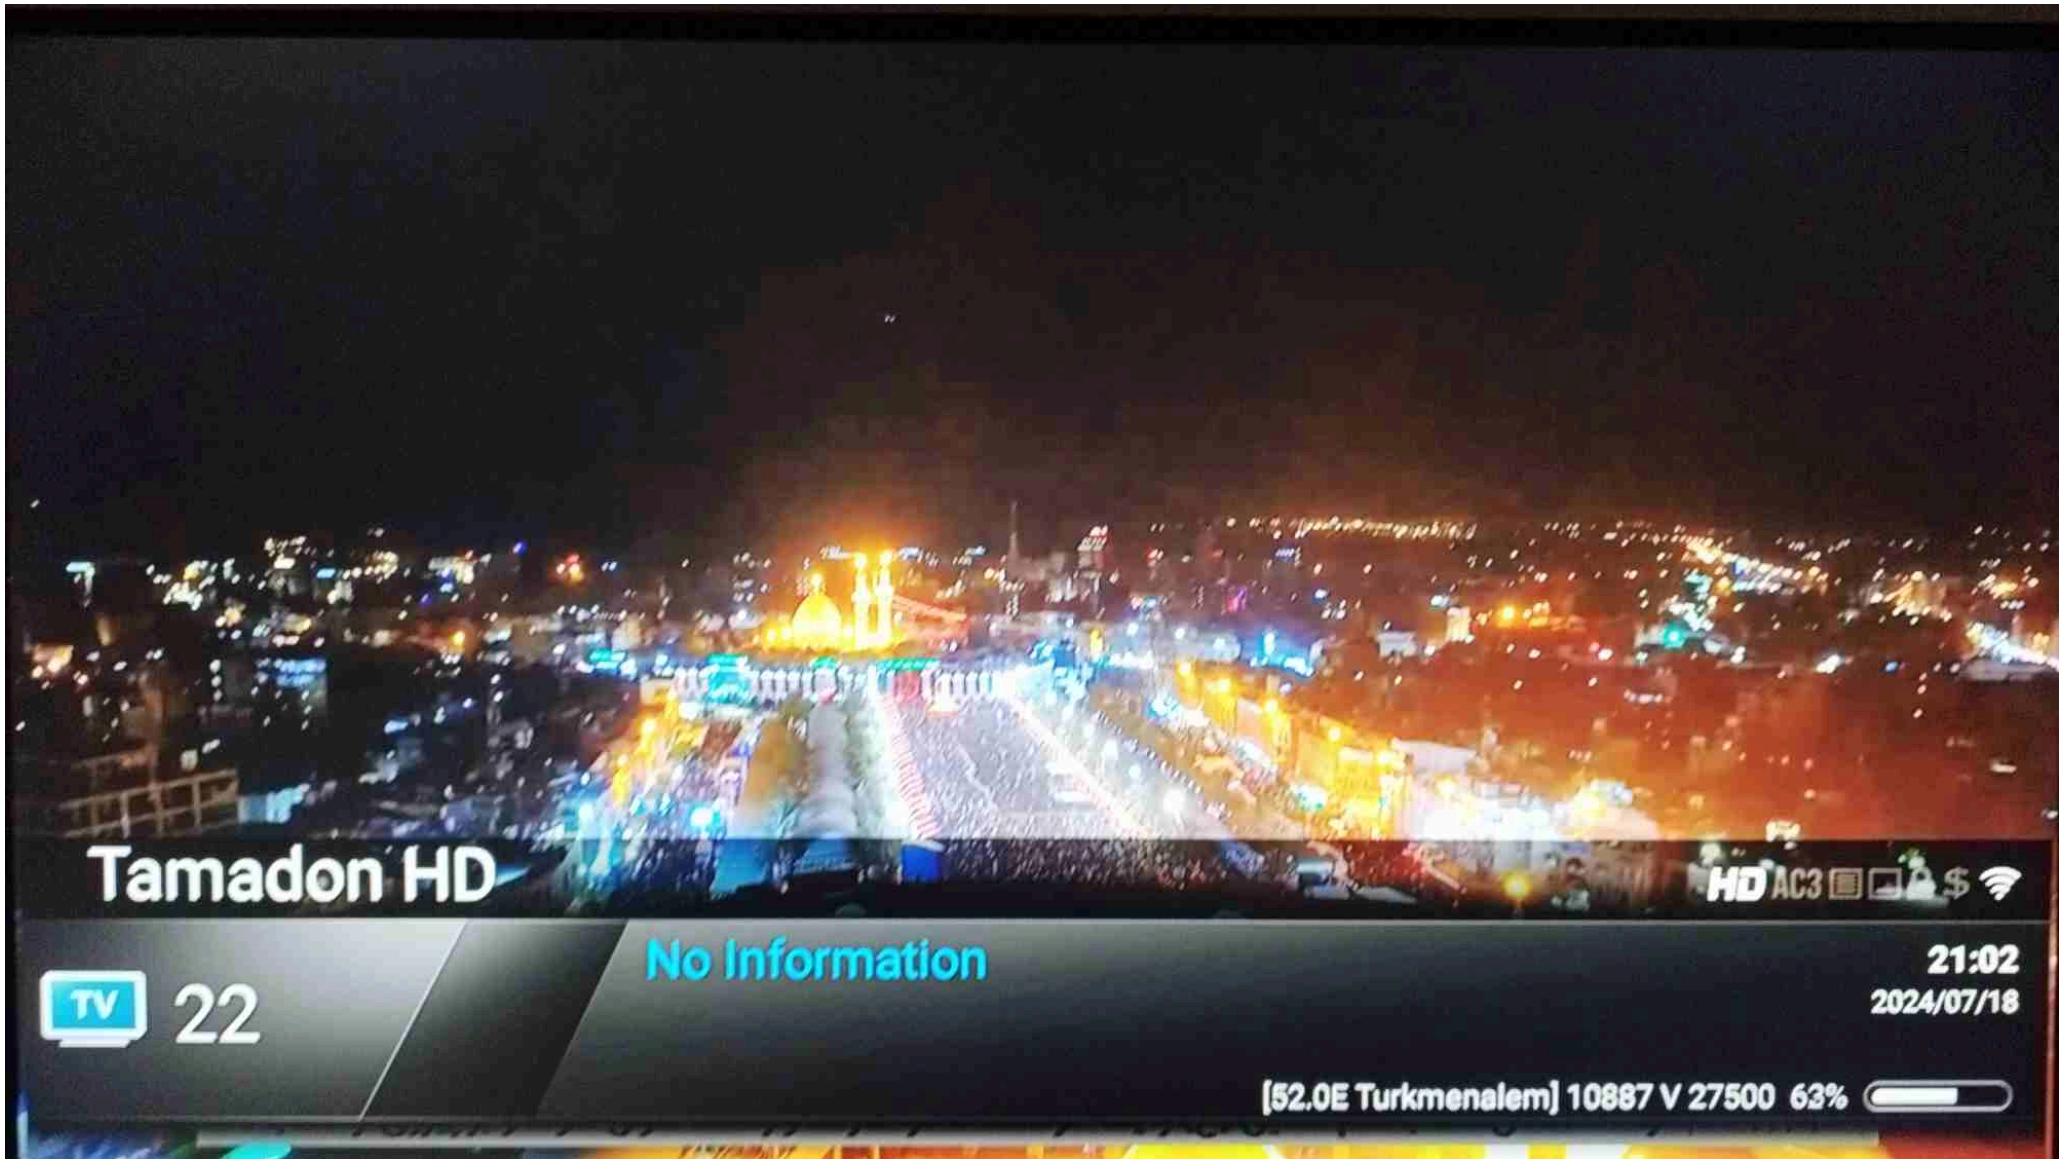 Tamadon HD
HD AC3 $
TV 22
No Information
21:02
2024/07/18
[52.0E Turkmenalem] 10887 V 27500 63%